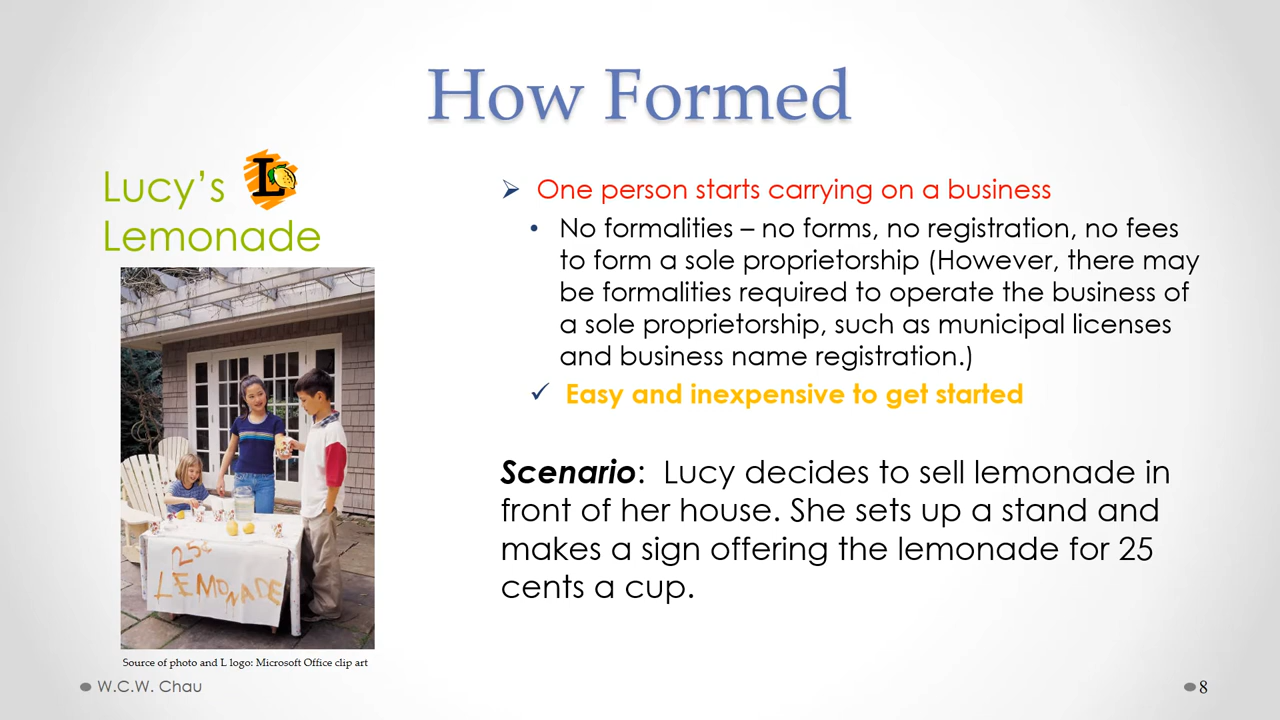 How Formed
Lucy's L
Lemonade
➢ One person starts carrying on a business
• No formalities – no forms, no registration, no fees
to form a sole proprietorship (However, there may
be formalities required to operate the business of
a sole proprietorship, such as municipal licenses
and business name registration.)
✓ Easy and inexpensive to get started
Scenario: Lucy decides to sell lemonade in
front of her house. She sets up a stand and
makes a sign offering the lemonade for 25
cents a cup.
25¢
LEMONADE
Source of photo and L logo: Microsoft Office clip art
W.C.W. Chau
8